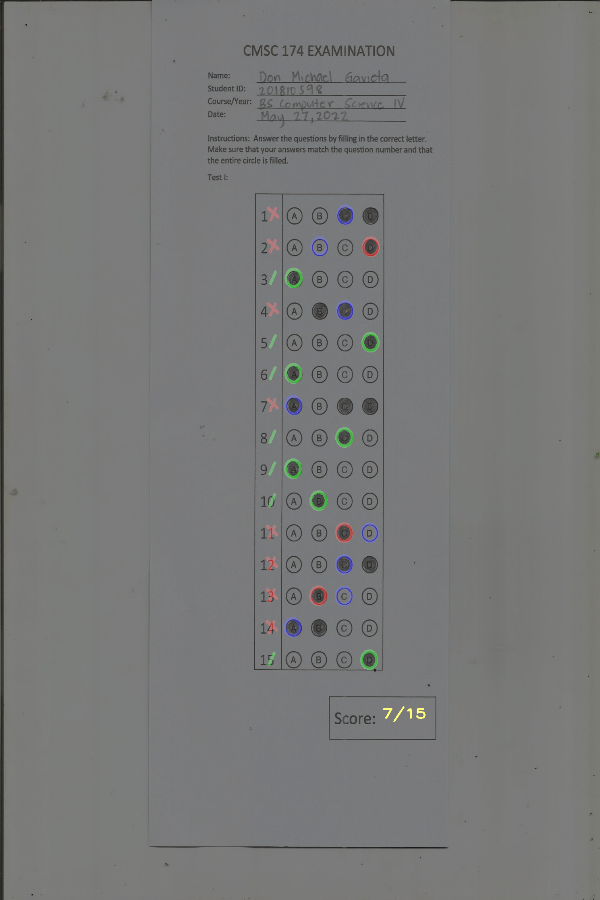 CMSC 174 EXAMINATION
Name: Don Michael Gavieta
Student ID: 201810398
Course/Year: BS Computer Science IV
Date: May 27, 2022
Instructions: Answer the questions by filling in the correct letter.
Make sure that your answers match the question number and that
the entire circle is filled.
Test I:
1 A B C D
2 A B C D
3 A B C D
4 A B C D
5 A B C D
6 A B C D
7 A B C D
8 A B C D
9 A B C D
10 A B C D
11 A B C D
12 A B C D
13 A B C D
14 A B C D
15 A B C D
Score: 7/15